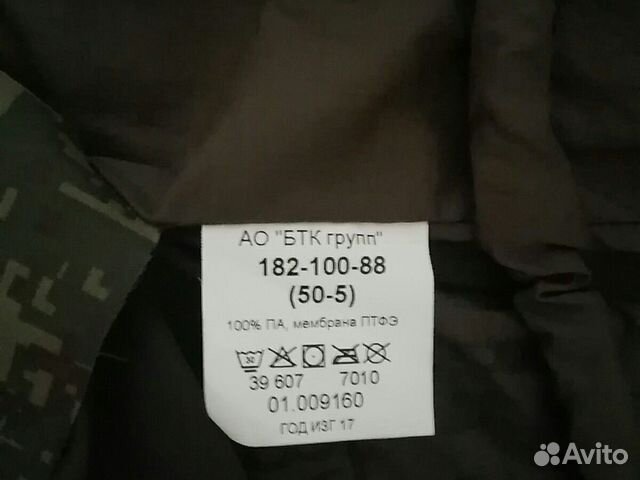 АО "БТК групп"
182-100-88
(50-5)
100% ПА, мембрана ПТФЭ
30
39 607 7010
01.009160
ГОД ИЗГ 17
Avito